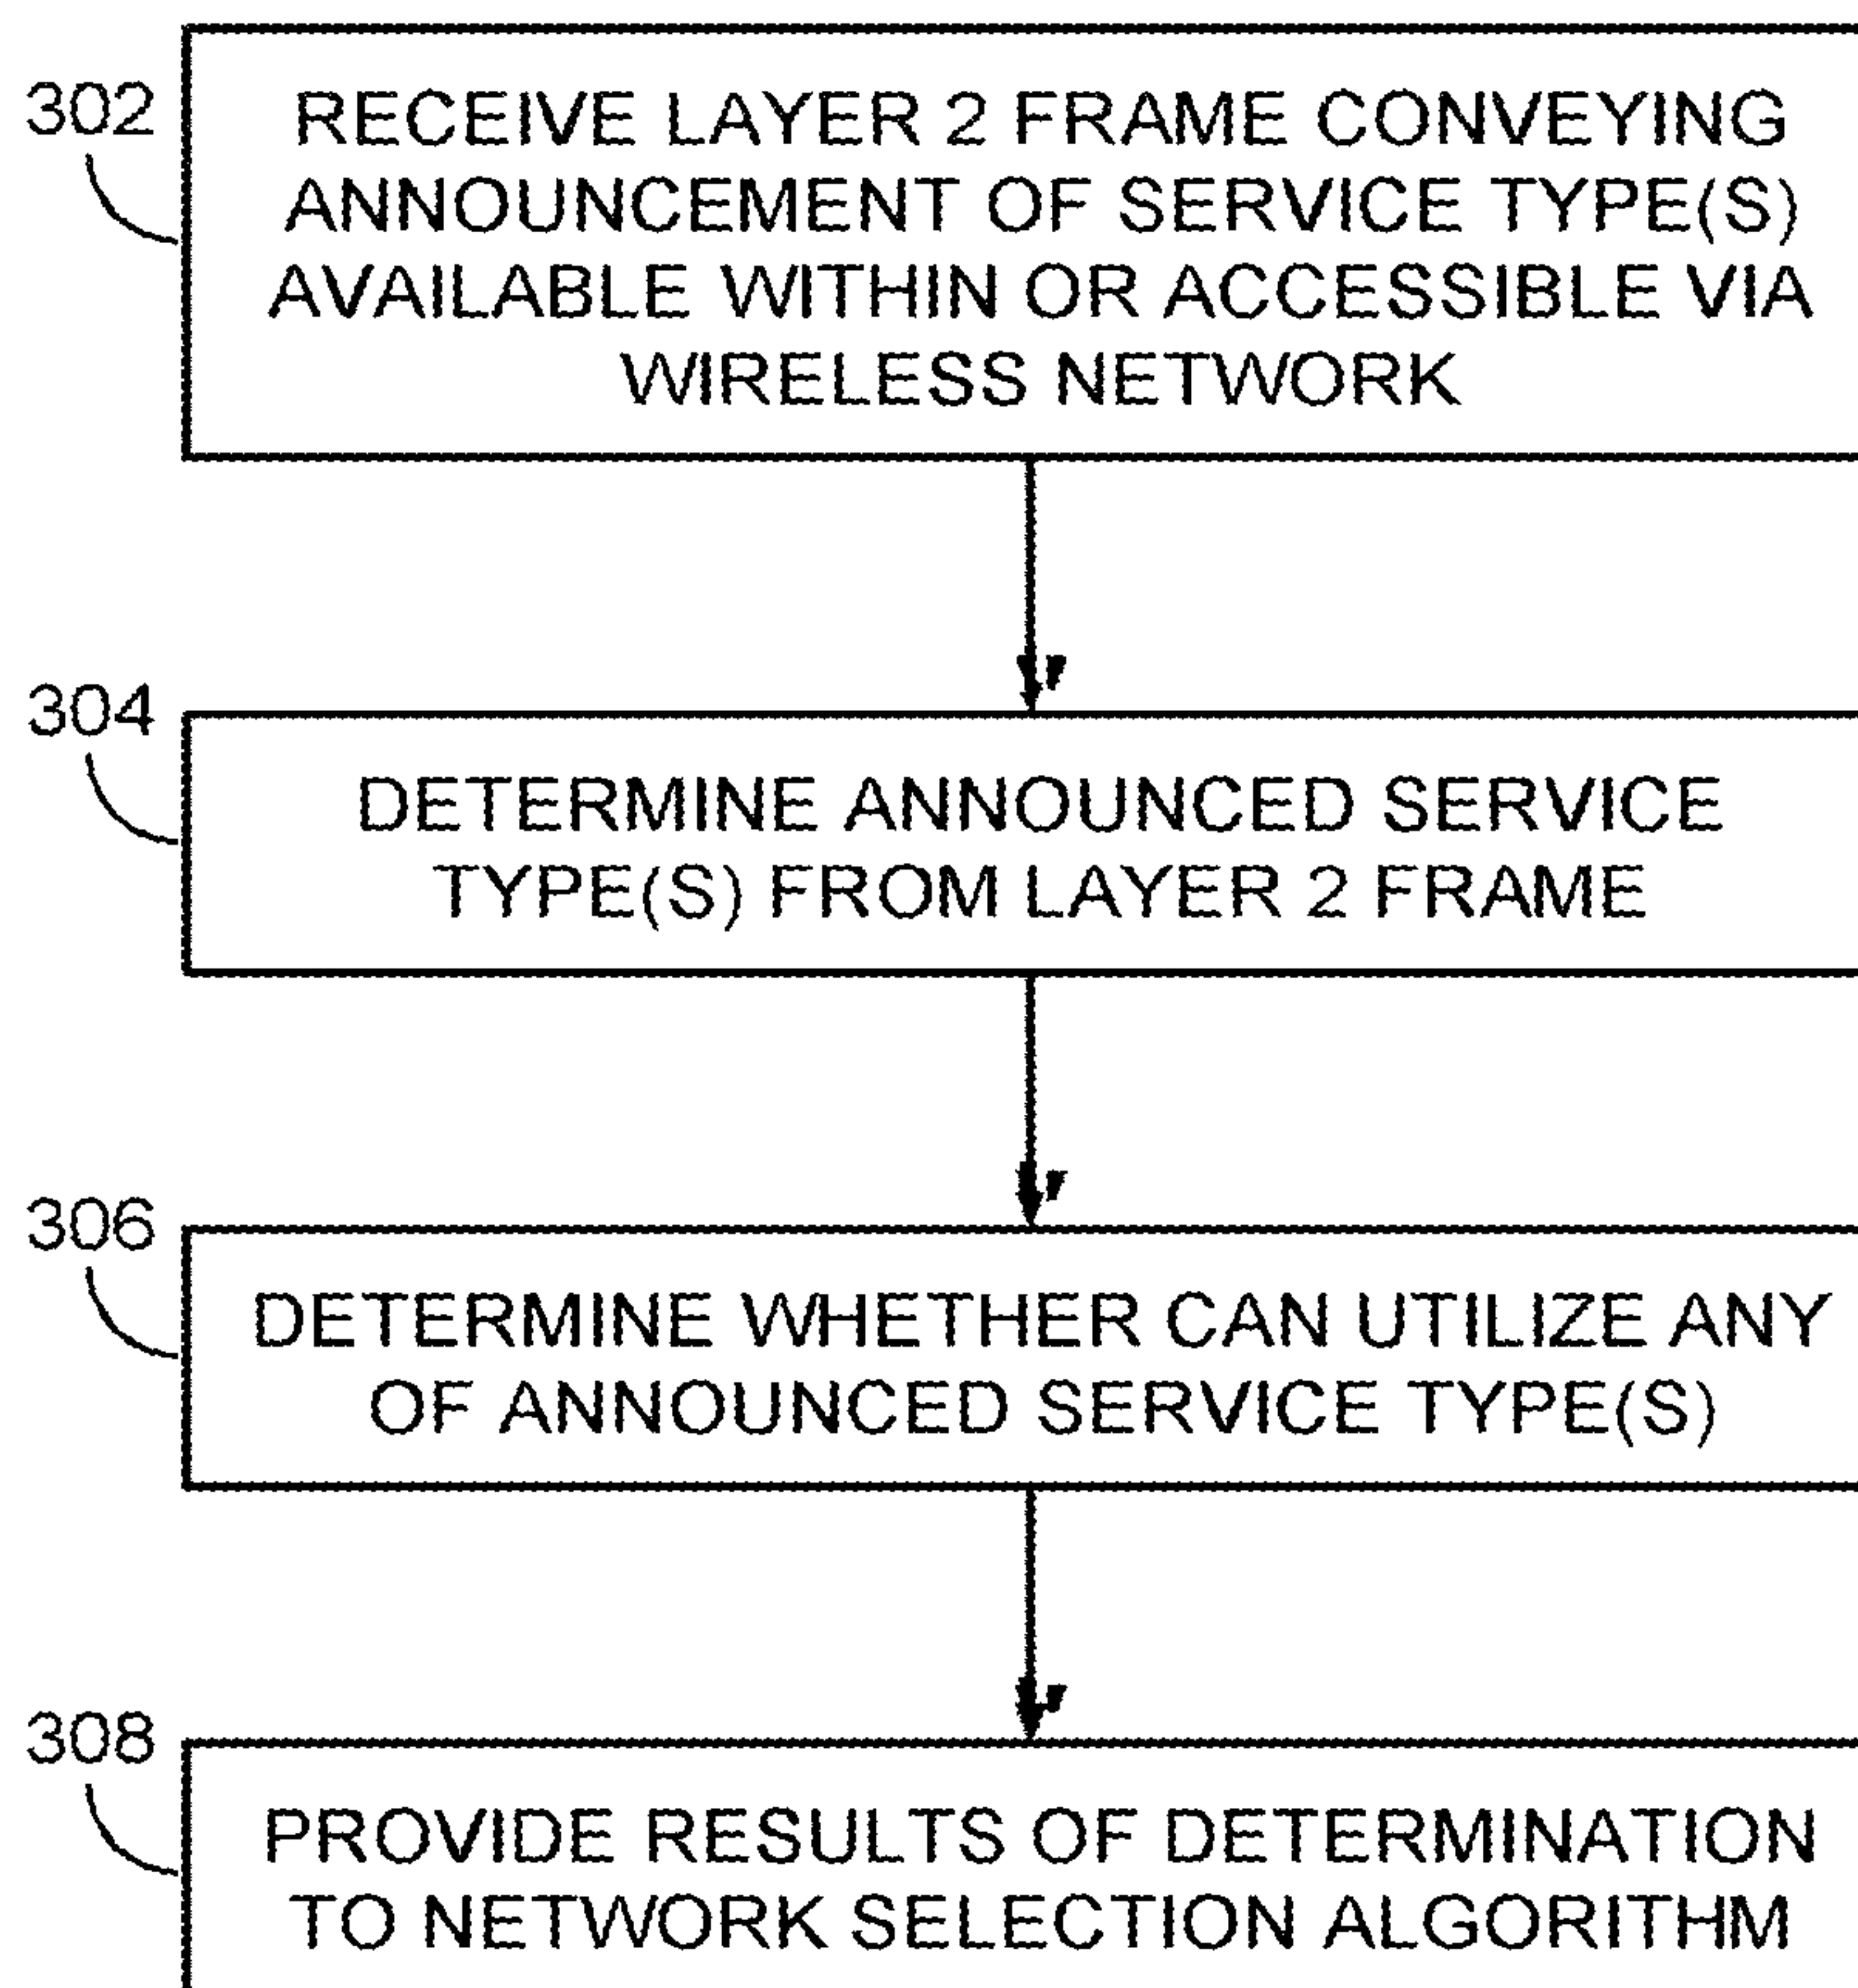 302
RECEIVE LAYER 2 FRAME CONVEYING
ANNOUNCEMENT OF SERVICE TYPE(S)
AVAILABLE WITHIN OR ACCESSIBLE VIA
WIRELESS NETWORK
304
DETERMINE ANNOUNCED SERVICE
TYPE(S) FROM LAYER 2 FRAME
306
DETERMINE WHETHER CAN UTILIZE ANY
OF ANNOUNCED SERVICE TYPE(S)
308
PROVIDE RESULTS OF DETERMINATION
TO NETWORK SELECTION ALGORITHM